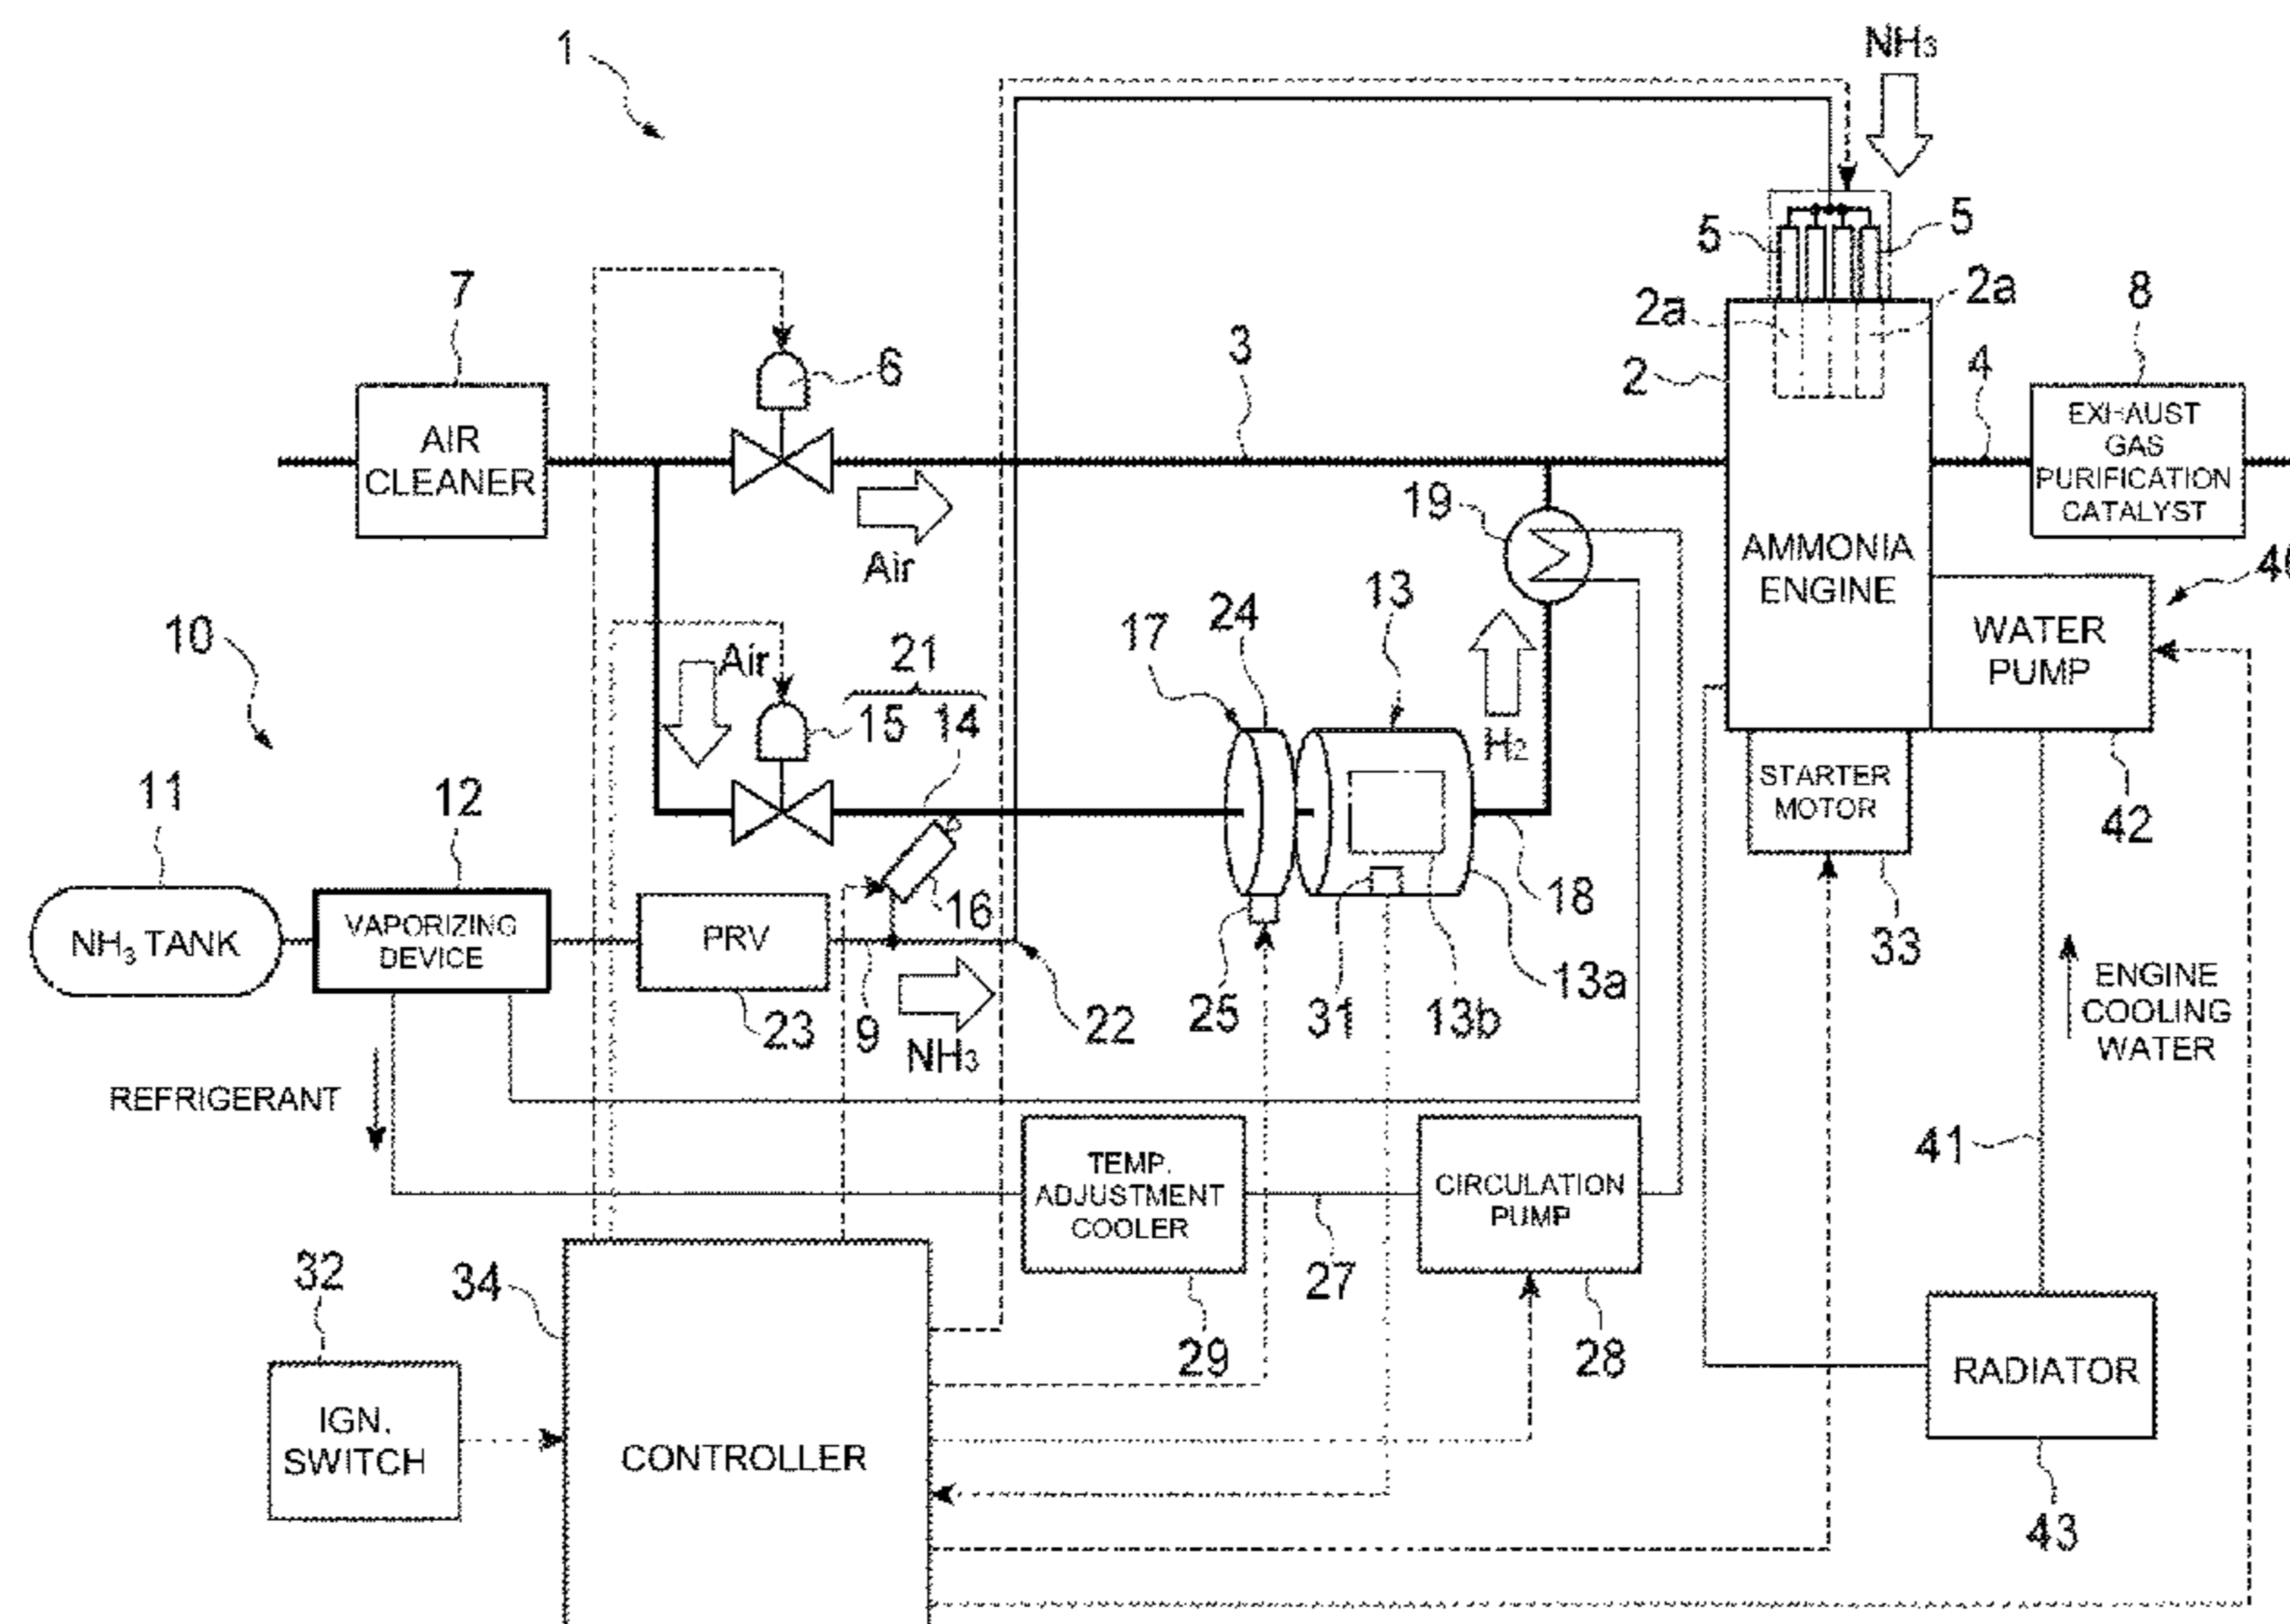 1
NH3
5
5
7
2a
2a
8
6
3
2
4
AIR
CLEANER
EXHAUST
GAS
PURIFICATION
CATALYST
19
Air
AMMONIA
ENGINE
10
Air
21
15
14
17
24
13
H2
WATER
PUMP
STARTER
MOTOR
42
11
12
16
18
33
NH3 TANK
VAPORIZING
DEVICE
PRV
13a
25
31
13b
23
9
22
NH3
ENGINE
COOLING
WATER
REFRIGERANT
41
TEMP.
ADJUSTMENT
COOLER
CIRCULATION
PUMP
32
34
27
29
28
RADIATOR
IGN.
SWITCH
CONTROLLER
43